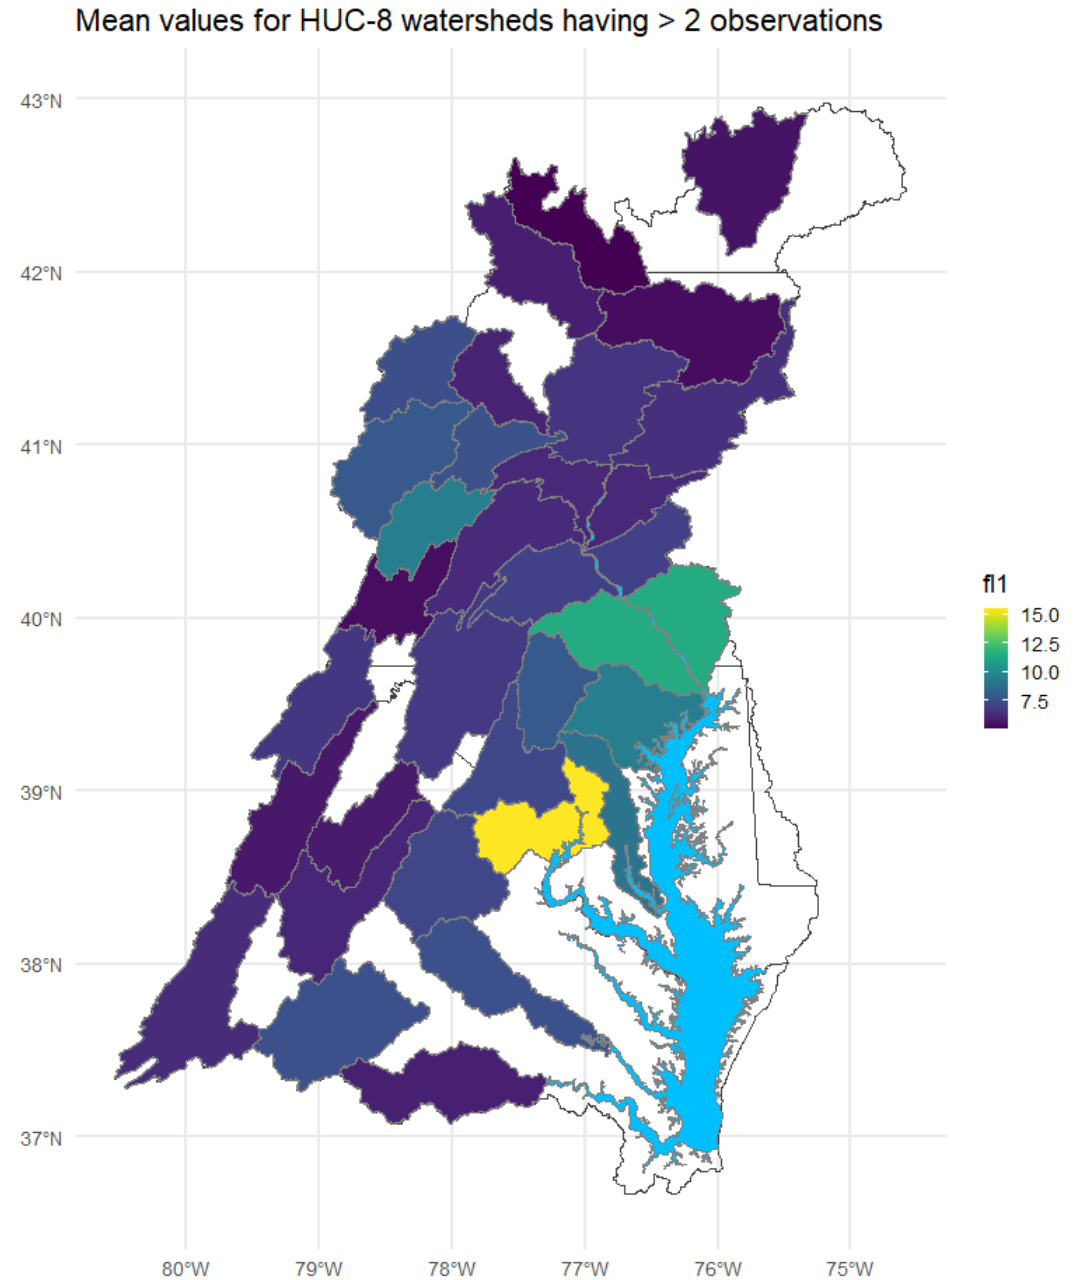 Mean values for HUC-8 watersheds having > 2 observations
43°N
42°N
41°N
40°N
39°N
38°N
37°N
80°W 79°W 78°W 77°W 76°W 75°W
fl1
15.0
12.5
10.0
7.5